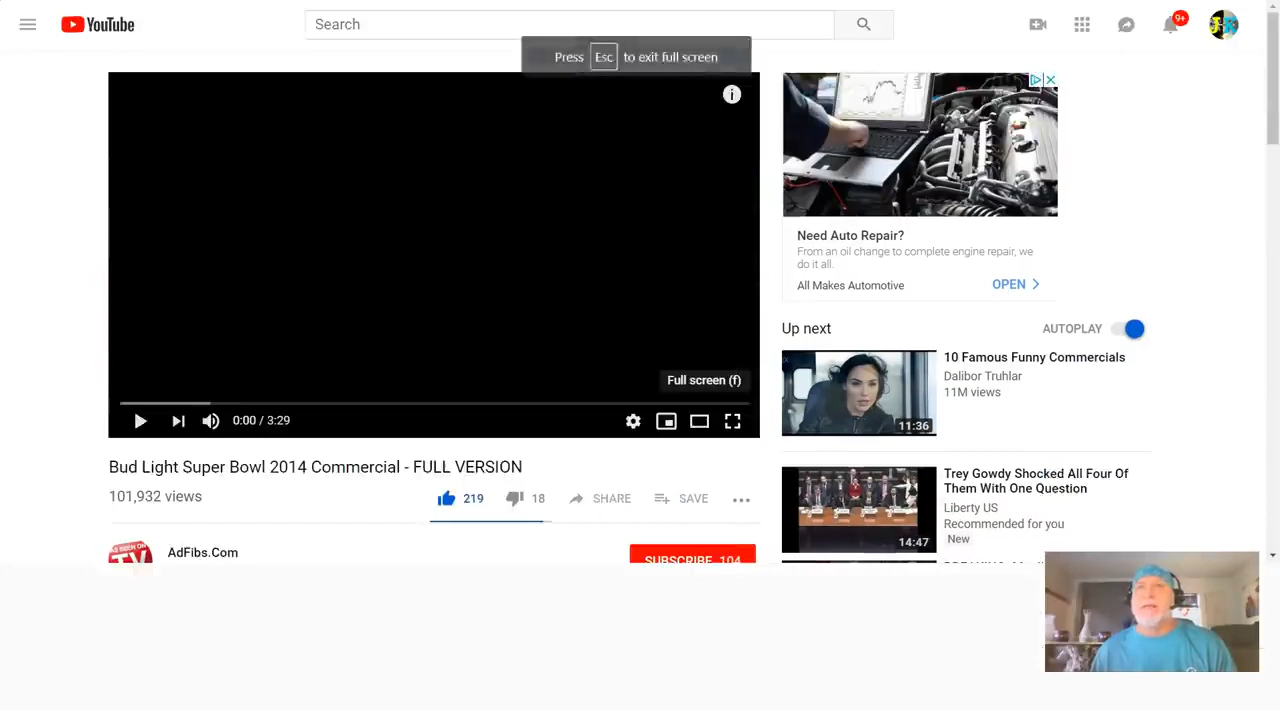 YouTube
Search
9+
Press Esc to exit full screen
i
Full screen (f)
0:00 / 3:29
Bud Light Super Bowl 2014 Commercial - FULL VERSION
101,932 views
219
18
SHARE
SAVE
AdFibs.Com
SUBSCRIBE 104
Need Auto Repair?
From an oil change to complete engine repair, we
do it all.
All Makes Automotive
OPEN
Up next
AUTOPLAY
10 Famous Funny Commercials
Dalibor Truhlar
11M views
11:36
Trey Gowdy Shocked All Four Of
Them With One Question
Liberty US
Recommended for you
New
14:47